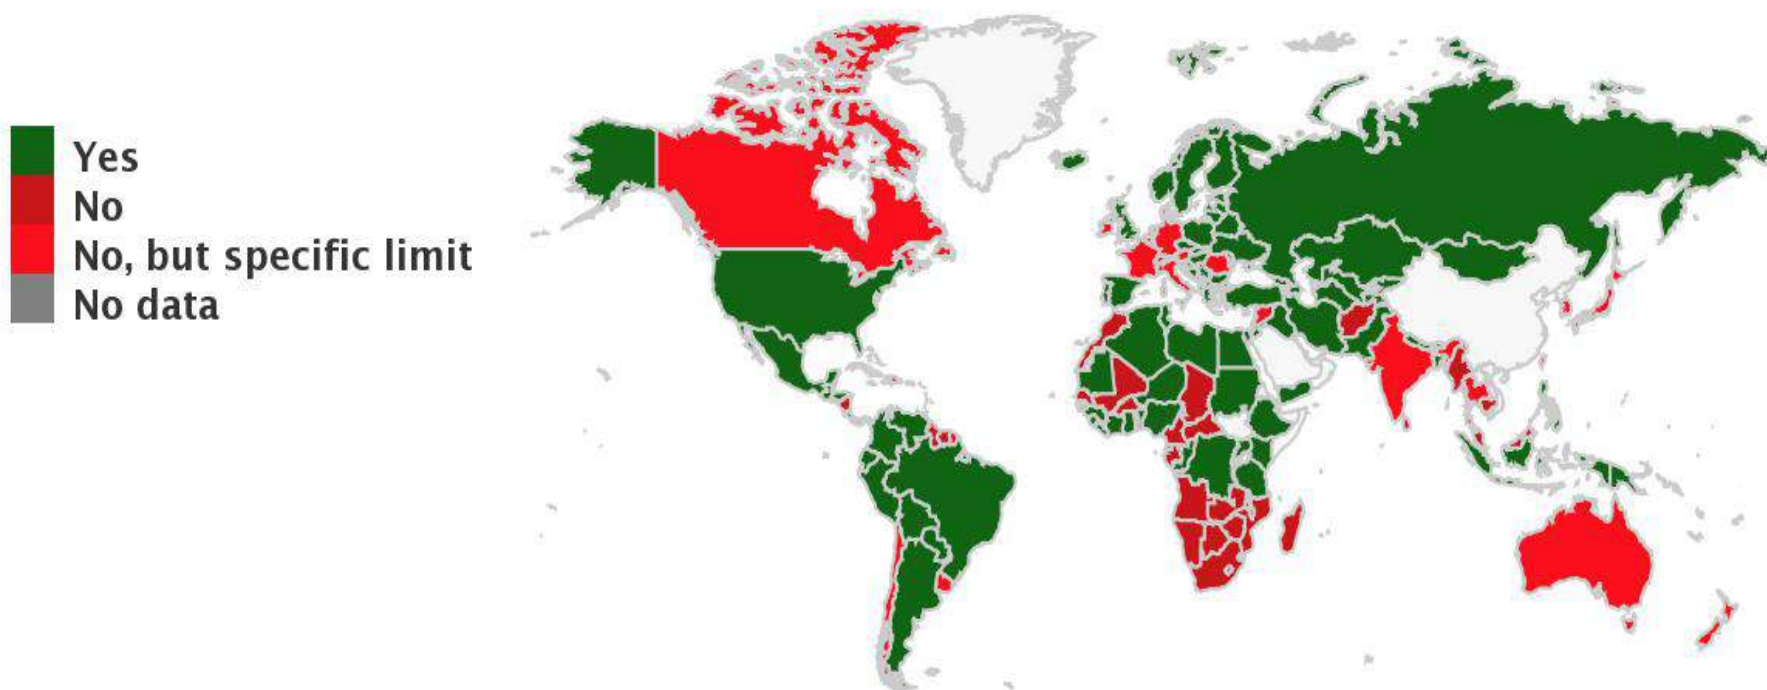 Yes
No
No, but specific limit
No data